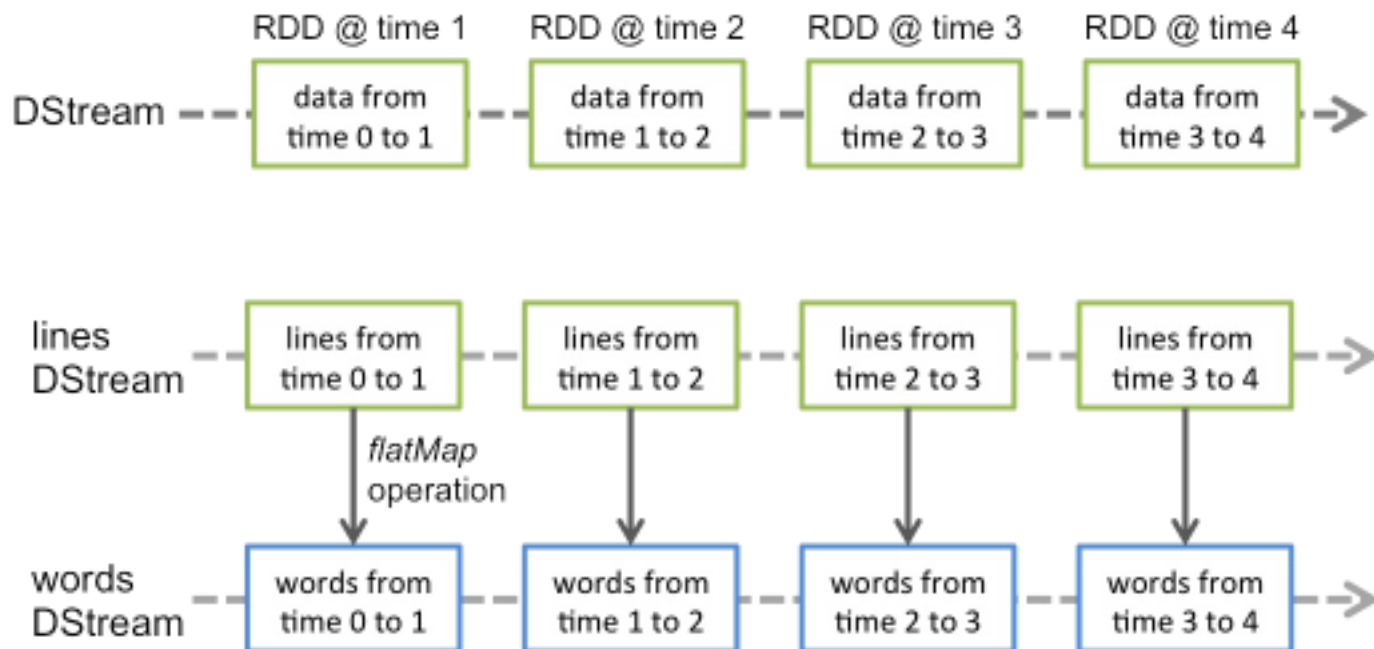 RDD @ time 1
RDD @ time 2
RDD @ time 3
RDD @ time 4
DStream
data from
time 0 to 1
data from
time 1 to 2
data from
time 2 to 3
data from
time 3 to 4
lines
DStream
lines from
time 0 to 1
lines from
time 1 to 2
lines from
time 2 to 3
lines from
time 3 to 4
flatMap
operation
words
DStream
words from
time 0 to 1
words from
time 1 to 2
words from
time 2 to 3
words from
time 3 to 4